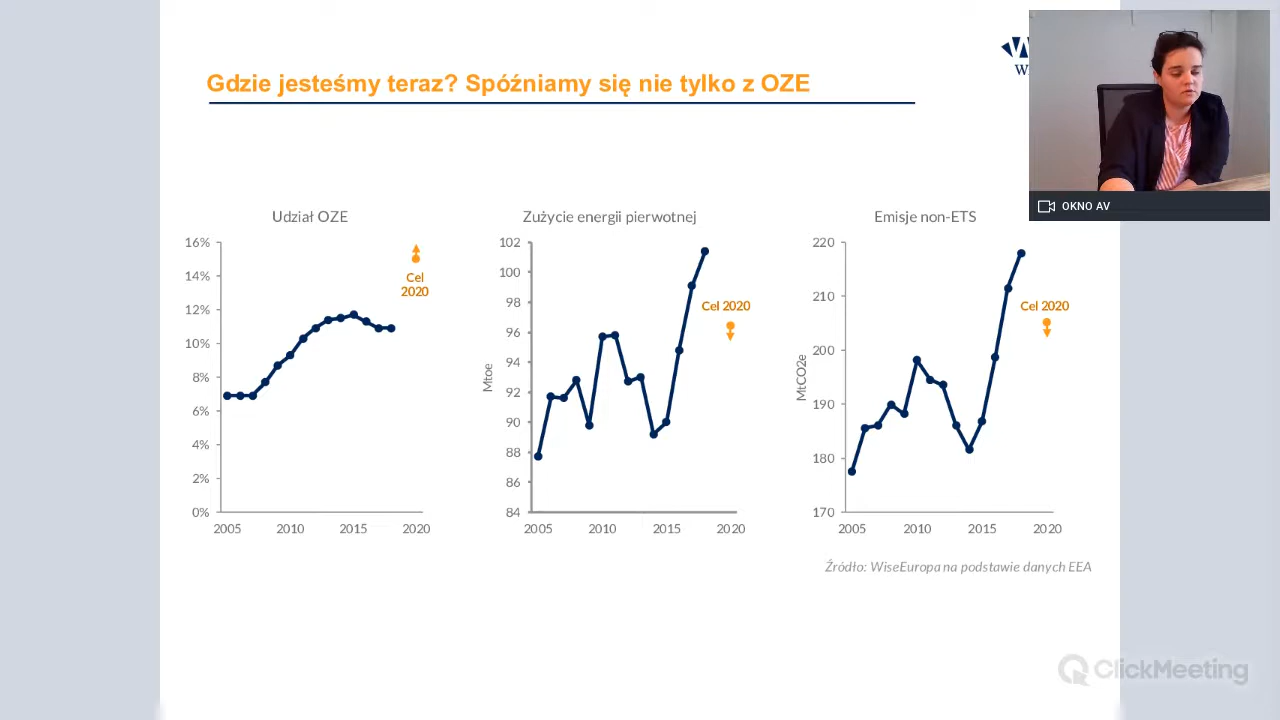 Gdzie jesteśmy teraz? Spóźniamy się nie tylko z OZE
W
OKNO AV
Udział OZE
16%
14%
12%
10%
8%
6%
4%
2%
0%
2005
2010
2015
2020
Cel
2020
Zużycie energii pierwotnej
Mtoe
102
100
98
96
94
92
90
88
86
84
2005
2010
2015
2020
Cel 2020
Emisje non-ETS
MtCO2e
220
210
200
190
180
170
2005
2010
2015
2020
Cel 2020
Źródło: WiseEuropa na podstawie danych EEA
ClickMeeting